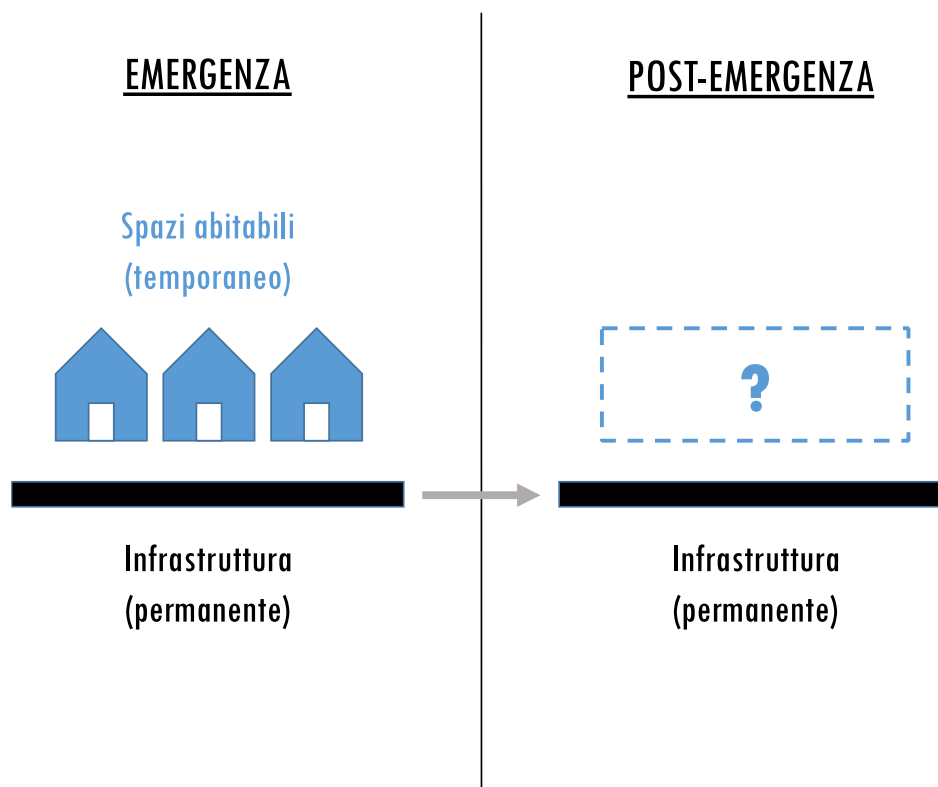 EMERGENZA
Spazi abitabili
(temporaneo)
Infrastruttura
(permanente)
POST-EMERGENZA
?
Infrastruttura
(permanente)